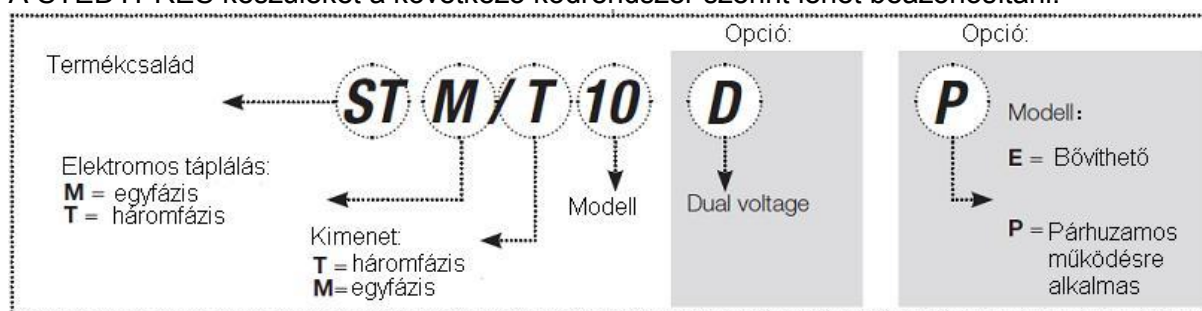 Opció: Opció:
Termékcsalád
ST M/T 10 D P
Modell:
E = Bővíthető
Elektromos táplálás:
M = egyfázis
T = háromfázis
Modell
Dual voltage
P = Párhuzamos
működésre
alkalmas
Kimenet:
T = háromfázis
M= egyfázis